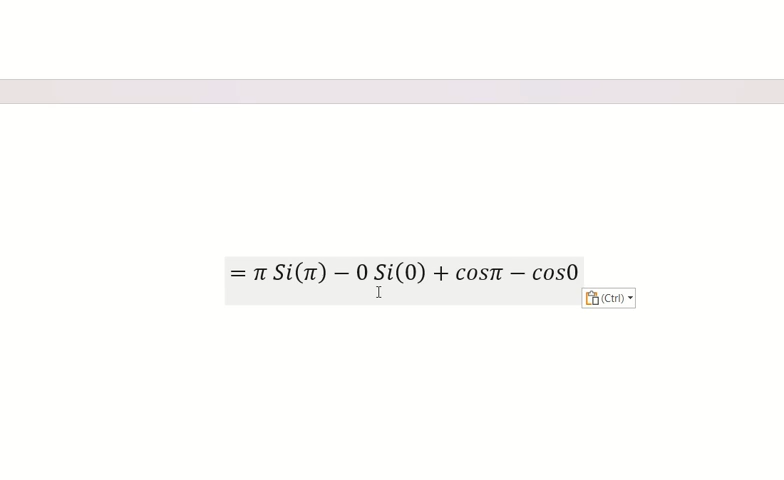 = π Si(π) − 0 Si(0) + cosπ − cos0
(Ctrl)